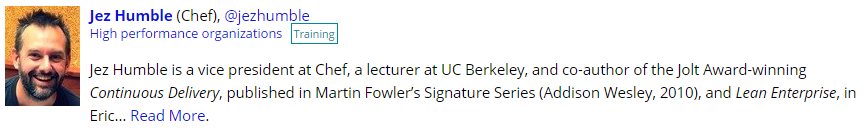 Jez Humble (Chef), @jezhumble
High performance organizations Training
Jez Humble is a vice president at Chef, a lecturer at UC Berkeley, and co-author of the Jolt Award-winning
Continuous Delivery, published in Martin Fowler’s Signature Series (Addison Wesley, 2010), and Lean Enterprise, in
Eric... Read More.